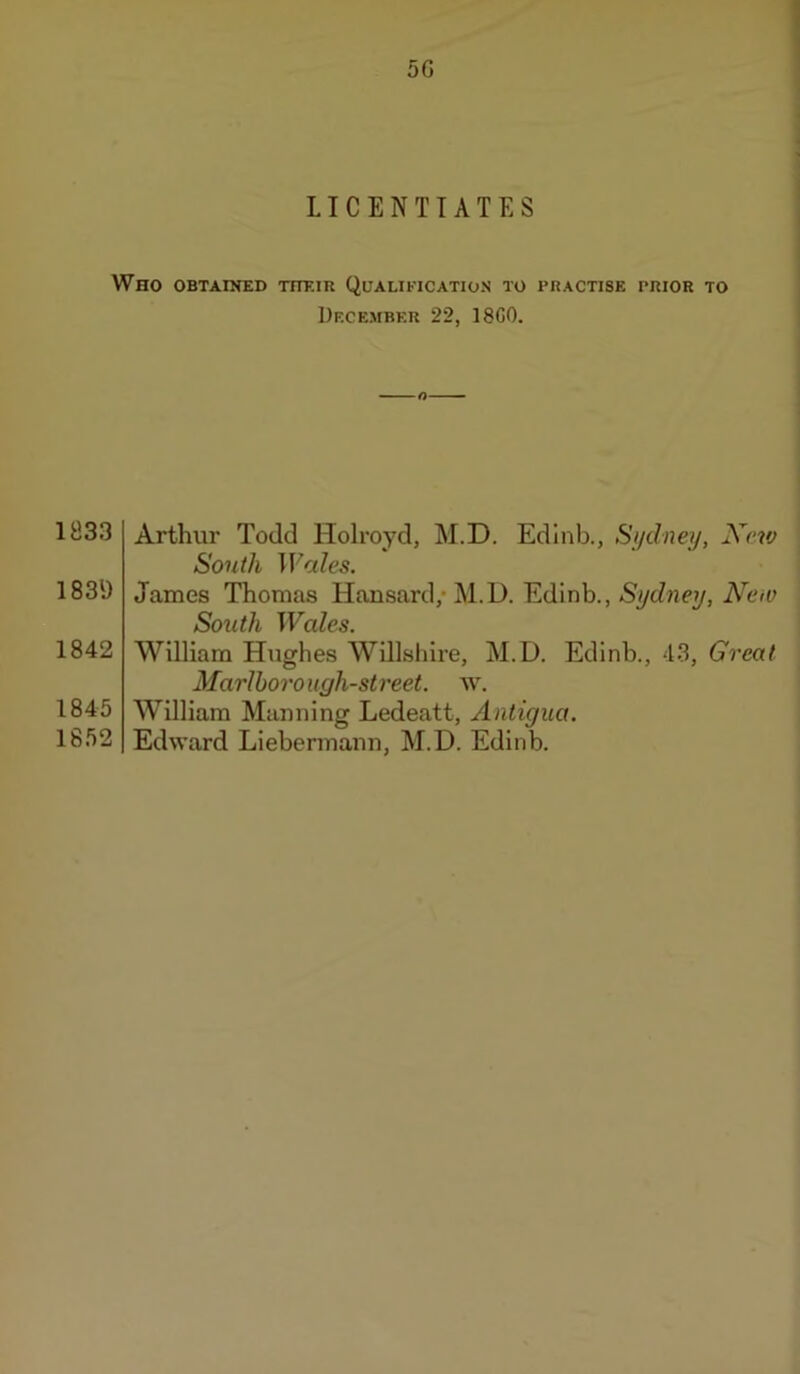 56
LICENTIATES
WHO OBTAINED THEIR QUALIFICATION TO PRACTISE PRIOR TO
DECEMBER 22, 1860.
1833 Arthur Todd Holroyd, M.D. Edinb., Sydney, New
South Wales.
1839 James Thomas Hansard, M.D. Edinb., Sydney, New
South Wales.
1842 William Hughes Willshire, M.D. Edinb., 43, Great
Marlborough-street. W.
1845 William Manning Ledeatt, Antigua.
1852 Edward Liebermann, M.D. Edinb.